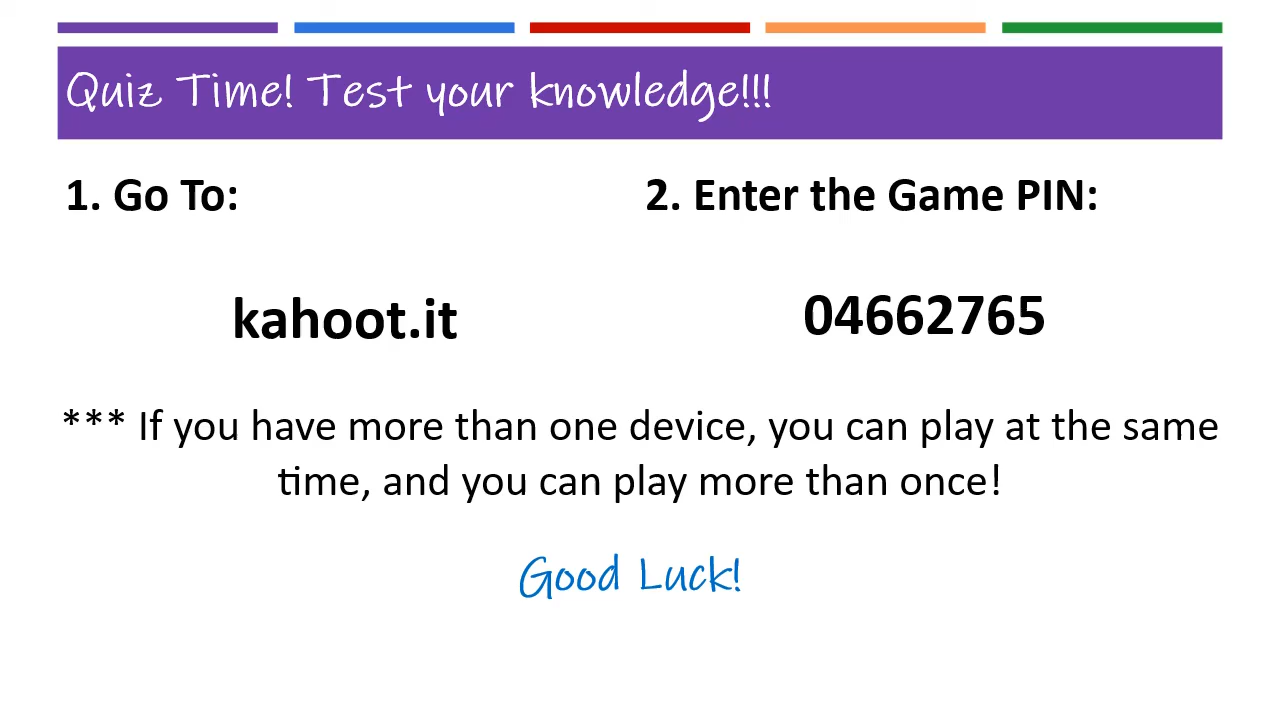 Quiz Time! Test your knowledge!!!
1. Go To:
2. Enter the Game PIN:
kahoot.it
04662765
*** If you have more than one device, you can play at the same
time, and you can play more than once!
Good Luck!